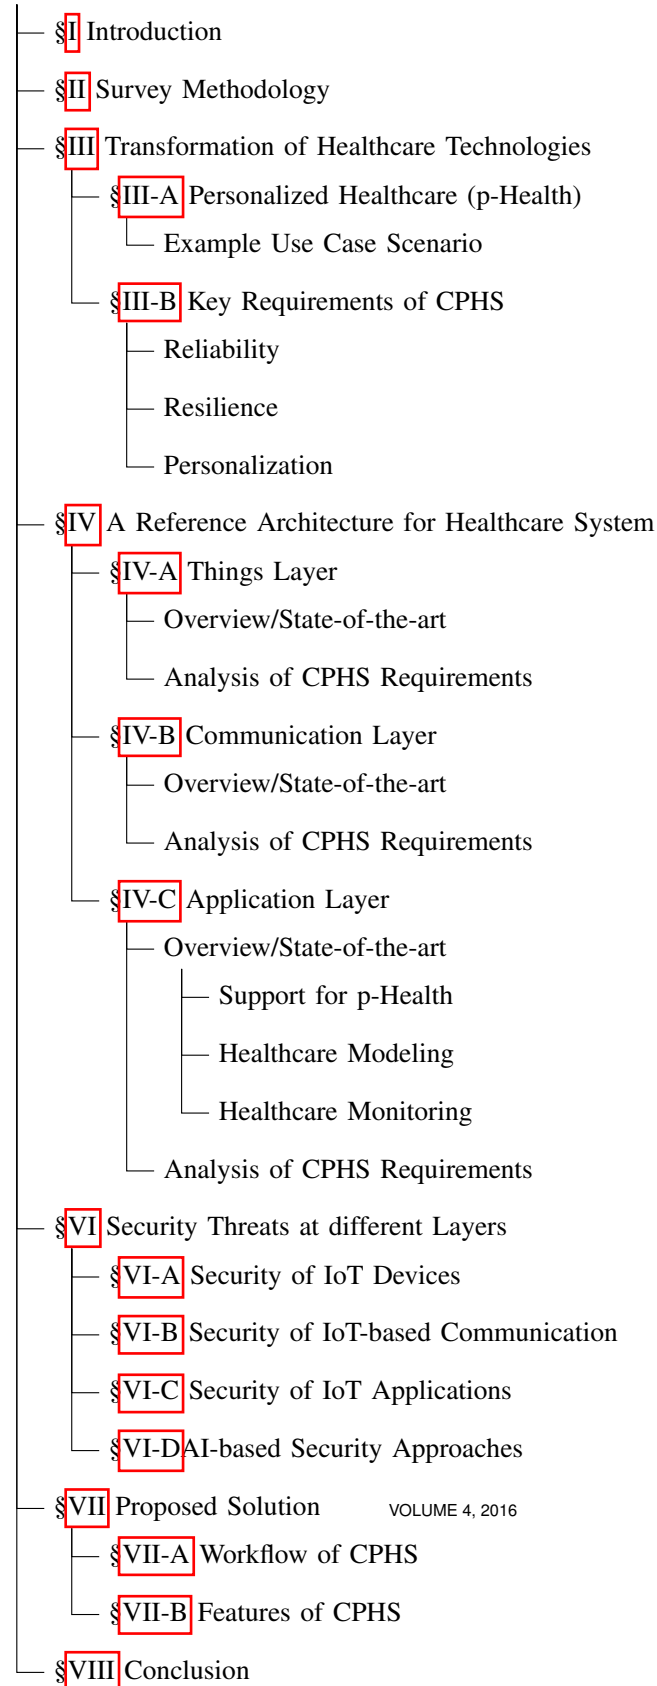 §I Introduction
§II Survey Methodology
§III Transformation of Healthcare Technologies
§III-A Personalized Healthcare (p-Health)
Example Use Case Scenario
§III-B Key Requirements of CPHS
Reliability
Resilience
Personalization
§IV A Reference Architecture for Healthcare System
§IV-A Things Layer
Overview/State-of-the-art
Analysis of CPHS Requirements
§IV-B Communication Layer
Overview/State-of-the-art
Analysis of CPHS Requirements
§IV-C Application Layer
Overview/State-of-the-art
Support for p-Health
Healthcare Modeling
Healthcare Monitoring
Analysis of CPHS Requirements
§VI Security Threats at different Layers
§VI-A Security of IoT Devices
§VI-B Security of IoT-based Communication
§VI-C Security of IoT Applications
§VI-DAI-based Security Approaches
§VII Proposed Solution VOLUME 4, 2016
§VII-A Workflow of CPHS
§VII-B Features of CPHS
§VIII Conclusion